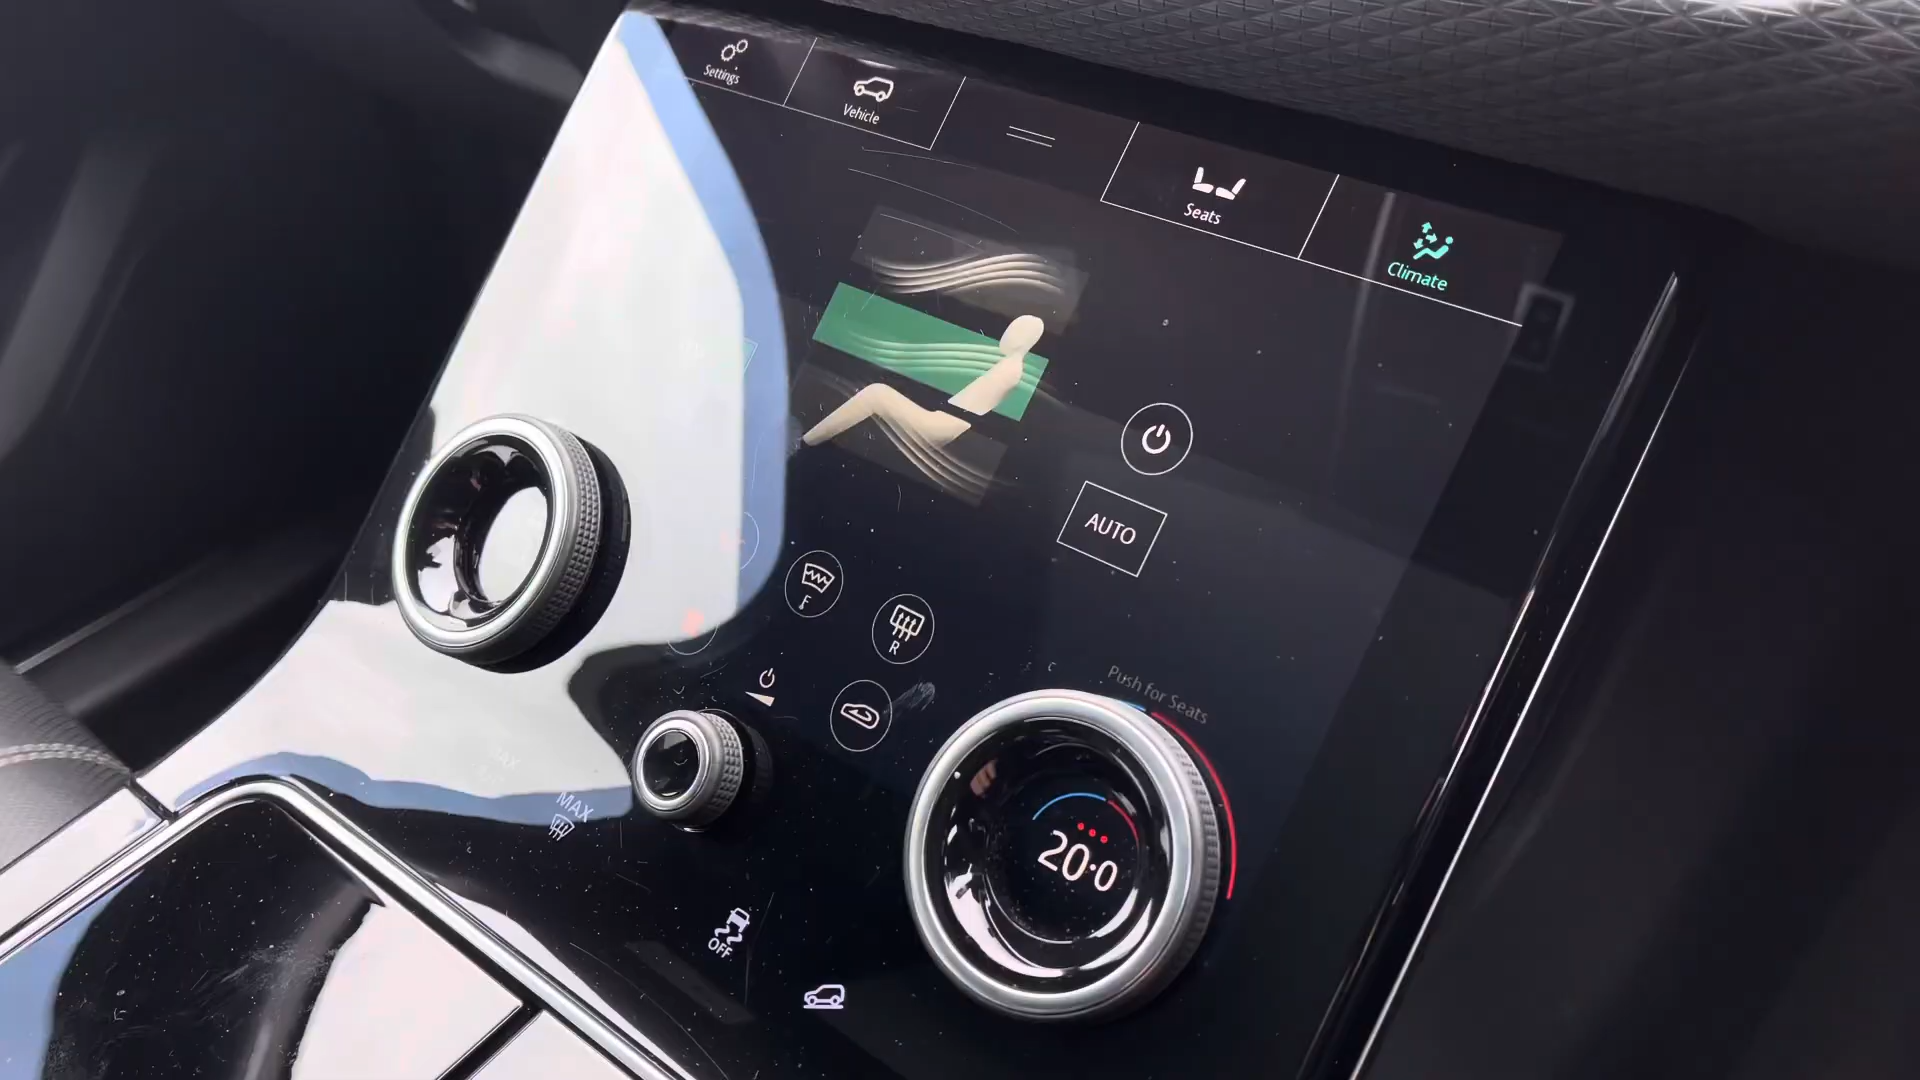 Settings
Vehicle
Seats
Climate
AUTO
F
R
Push for Seats
MAX
20·0
OFF